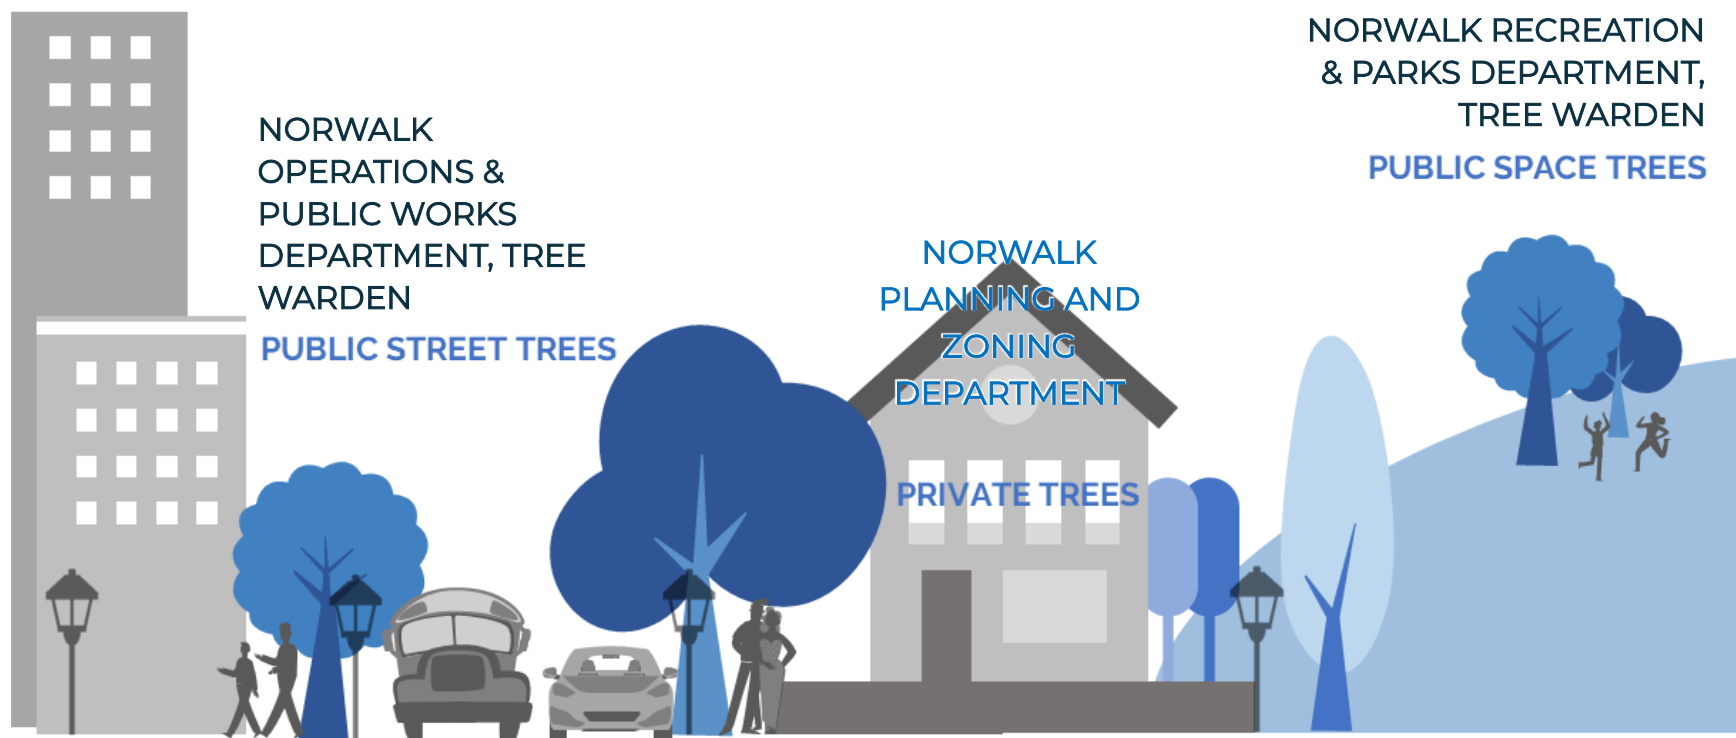 NORWALK
OPERATIONS &
PUBLIC WORKS
DEPARTMENT, TREE
WARDEN
PUBLIC STREET TREES
NORWALK
PLANNING AND
ZONING
DEPARTMENT
PRIVATE TREES
NORWALK RECREATION
& PARKS DEPARTMENT,
TREE WARDEN
PUBLIC SPACE TREES